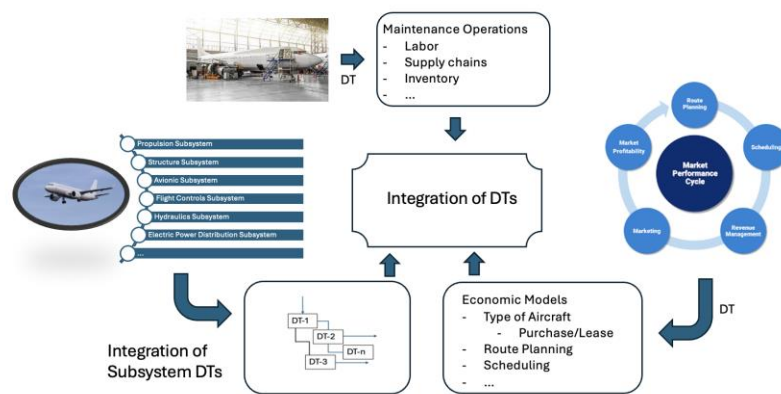 Maintenance Operations
- Labor
- Supply chains
- Inventory
- ...
DT
Propulsion Subsystem
Structure Subsystem
Avionic Subsystem
Flight Controla Subsystem
Hydraulics Subsystem
Electric Power Distribution Subsystem
...
Integration of DTs
Route
Planning
Scheduling
Revenue
Management
Marketing
Market
Profitability
Market
Performance
Cycle
Integration of
Subsystem DTs
DT-1
DT-2
DT-n
DT-3
Economic Models
- Type of Aircraft
- Purchase/Lease
- Route Planning
- Scheduling
- ...
DT